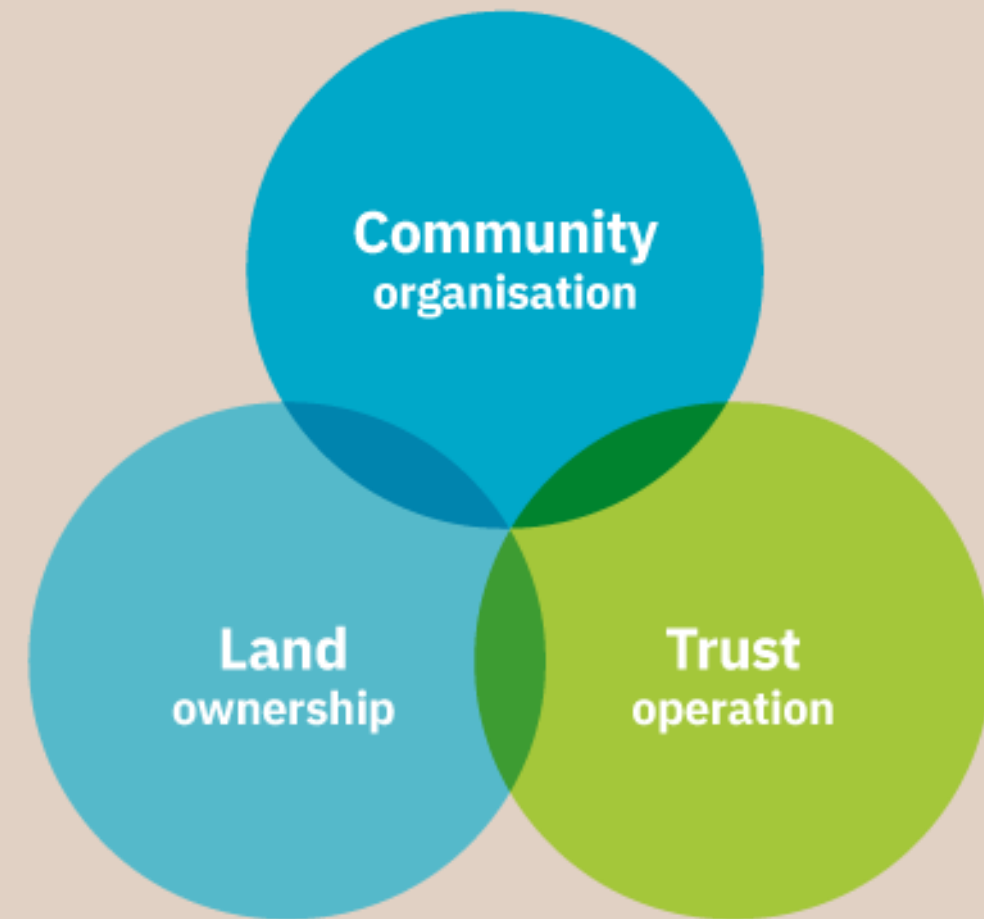 Community
organisation
Land
ownership
Trust
operation